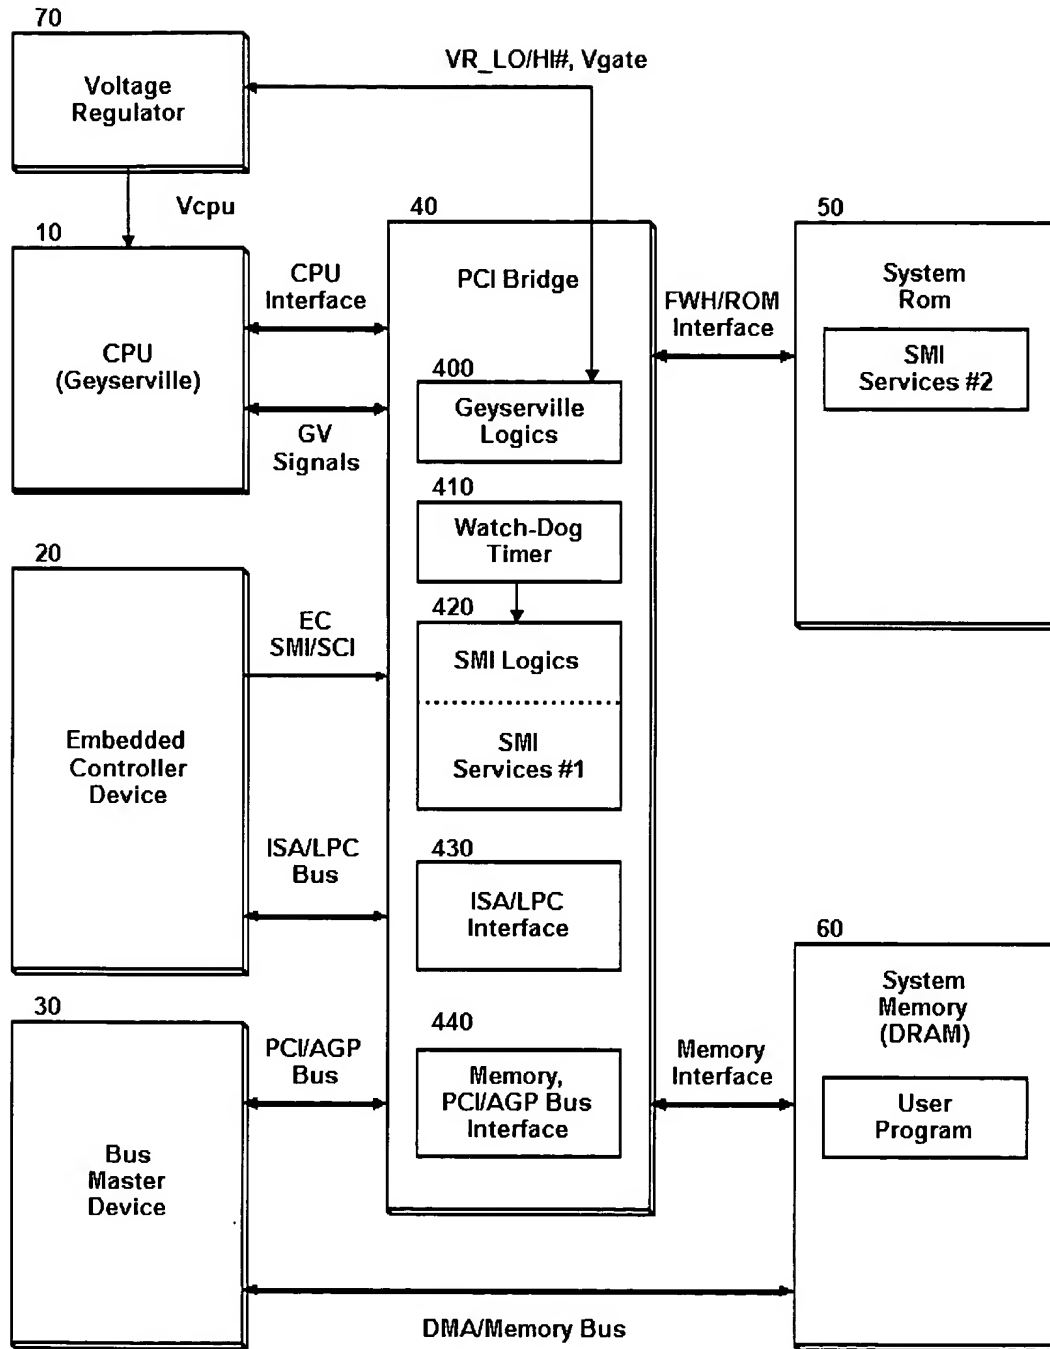 70
Voltage
Regulator
VR_LO/HI#, Vgate
Vcpu
10
CPU
(Geyserville)
CPU
Interface
GV
Signals
40
PCI Bridge
400
Geyserville
Logics
410
Watch-Dog
Timer
420
SMI Logics
SMI
Services #1
430
ISA/LPC
Interface
440
Memory,
PCI/AGP Bus
Interface
50
System
Rom
SMI
Services #2
FWH/ROM
Interface
20
Embedded
Controller
Device
EC
SMI/SCI
ISA/LPC
Bus
30
Bus
Master
Device
PCI/AGP
Bus
Memory
Interface
60
System
Memory
(DRAM)
User
Program
DMA/Memory Bus